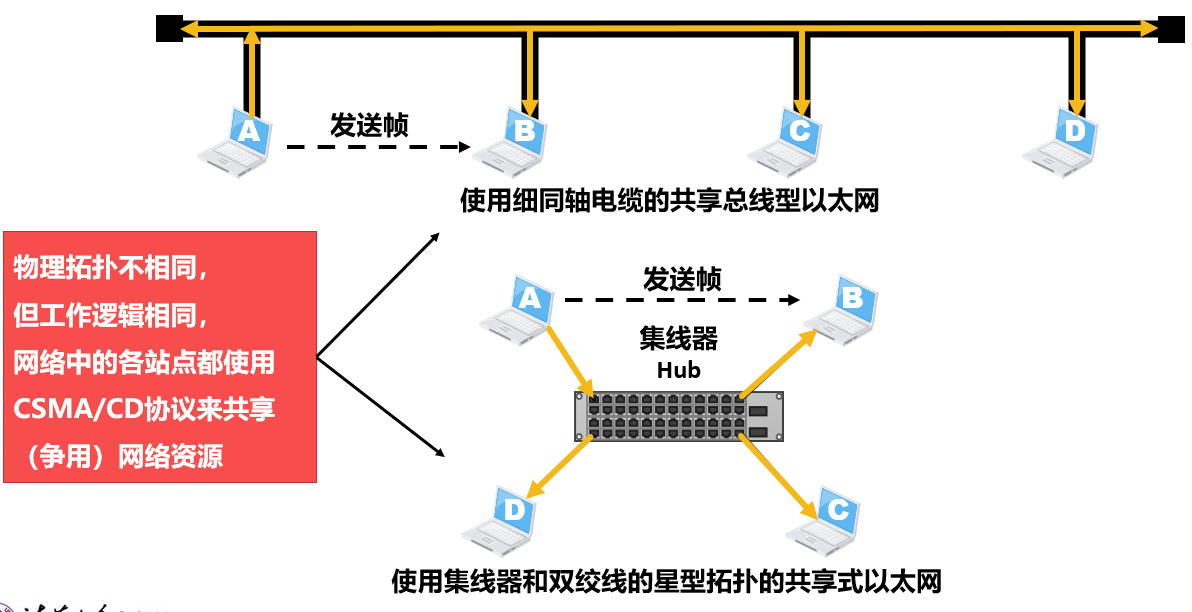 A
发送帧
B
C
D
使用细同轴电缆的共享总线型以太网
物理拓扑不相同，
但工作逻辑相同，
网络中的各站点都使用
CSMA/CD协议来共享
（争用）网络资源
A
发送帧
B
集线器
Hub
D
C
使用集线器和双绞线的星型拓扑的共享式以太网